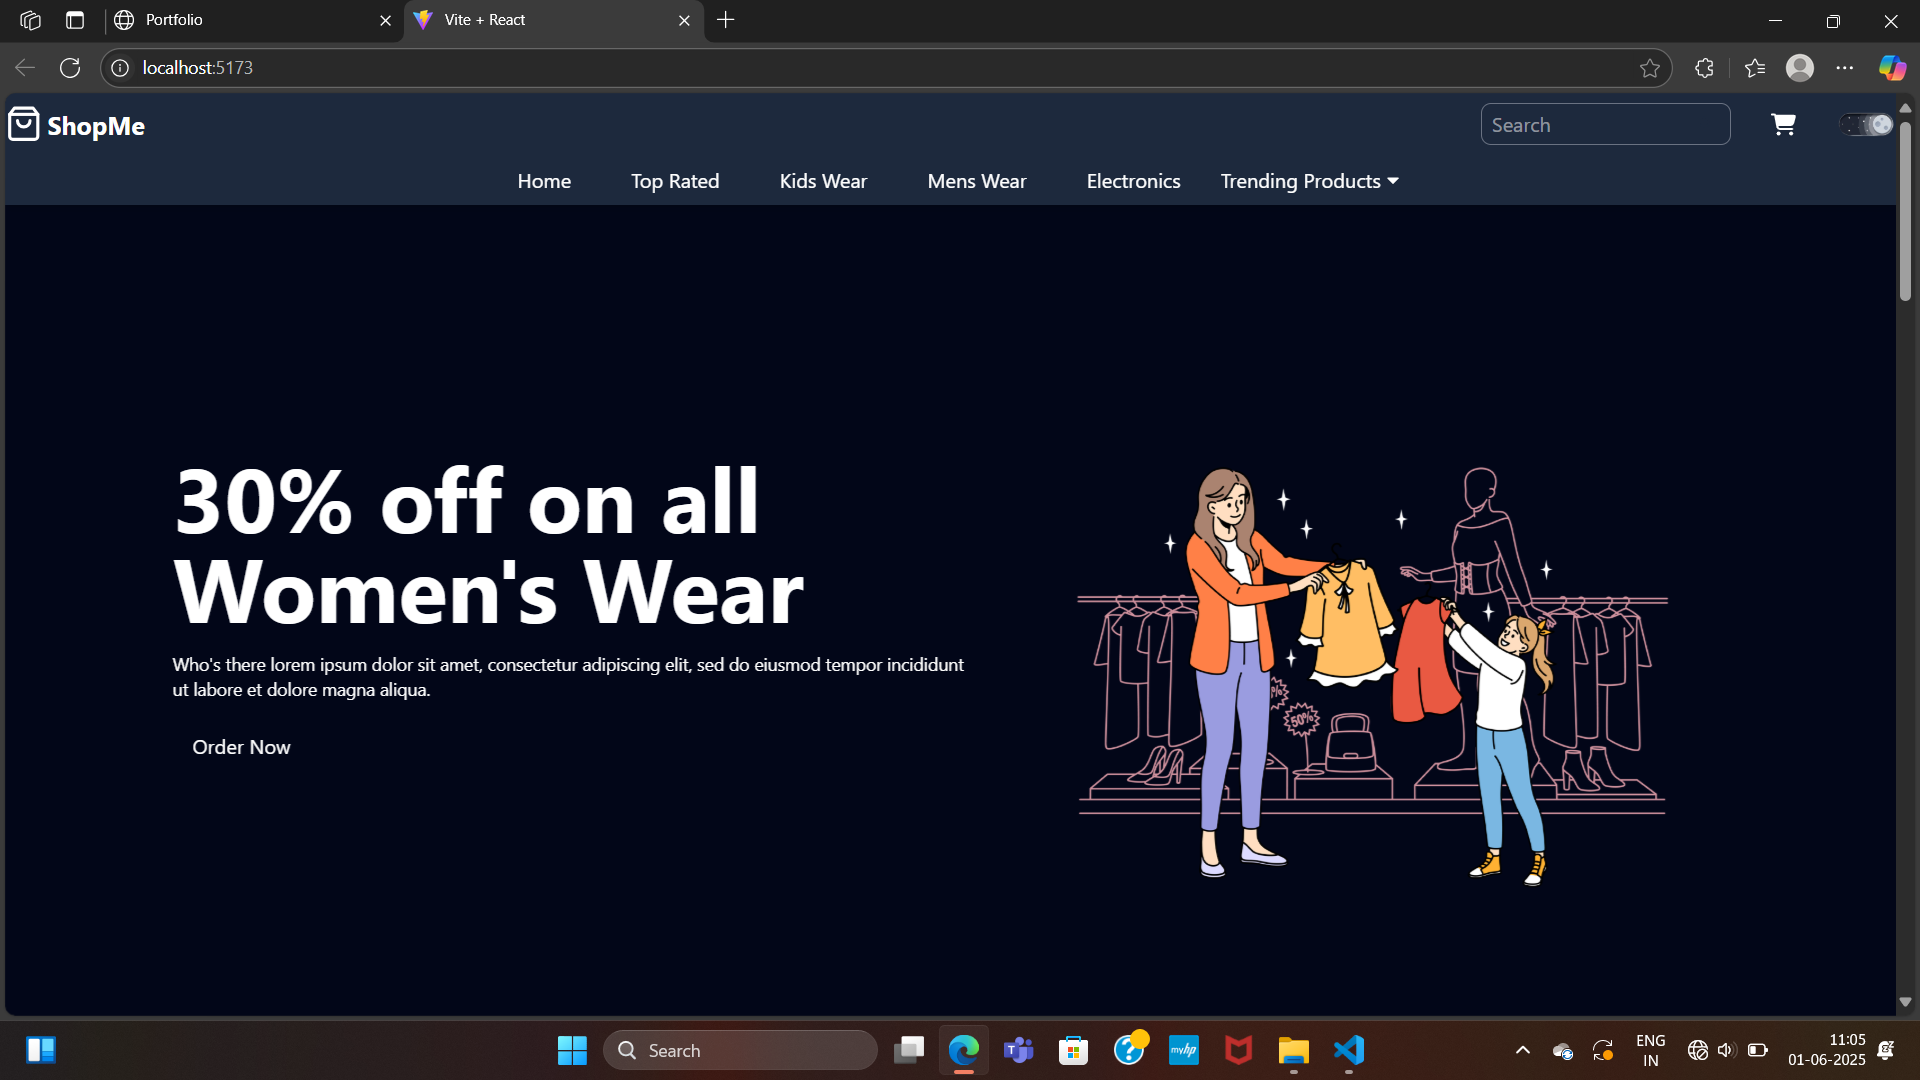 Portfolio
Vite + React
localhost:5173
ShopMe
Search
Home Top Rated Kids Wear Mens Wear Electronics Trending Products
30% off on all
Women's Wear
Who's there lorem ipsum dolor sit amet, consectetur adipiscing elit, sed do eiusmod tempor incididunt
ut labore et dolore magna aliqua.
Order Now
%
50%
Search
myhp
ENG
IN
11:05
01-06-2025